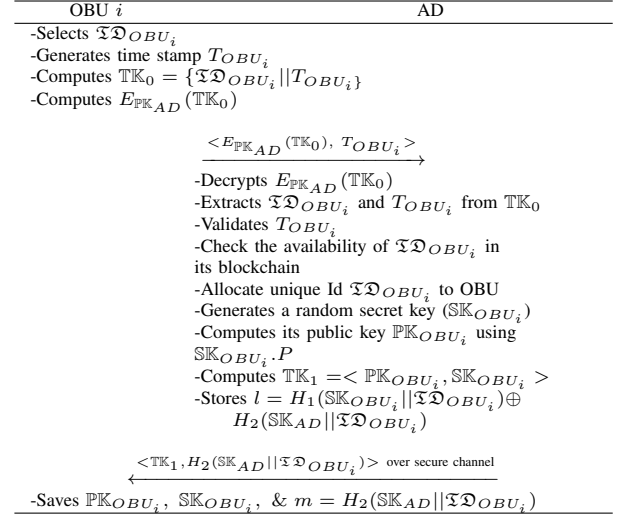 OBU i AD
-Selects 𝔗𝔇_{OBU_i}
-Generates time stamp T_{OBU_i}
-Computes 𝕋𝕂_0 = {𝔗𝔇_{OBU_i}||T_{OBU_i}}
-Computes E_{ℙ𝕂_{AD}}(𝕋𝕂_0)
<E_{ℙ𝕂_{AD}}(𝕋𝕂_0), T_{OBU_i}>
-Decrypts E_{ℙ𝕂_{AD}}(𝕋𝕂_0)
-Extracts 𝔗𝔇_{OBU_i} and T_{OBU_i} from 𝕋𝕂_0
-Validates T_{OBU_i}
-Check the availability of 𝔗𝔇_{OBU_i} in
its blockchain
-Allocate unique Id 𝔗𝔇_{OBU_i} to OBU
-Generates a random secret key (𝕊𝕂_{OBU_i})
-Computes its public key ℙ𝕂_{OBU_i} using
𝕊𝕂_{OBU_i}.P
-Computes 𝕋𝕂_1 =< ℙ𝕂_{OBU_i}, 𝕊𝕂_{OBU_i} >
-Stores l = H_1(𝕊𝕂_{OBU_i}||𝔗𝔇_{OBU_i})⊕
H_2(𝕊𝕂_{AD}||𝔗𝔇_{OBU_i})
<𝕋𝕂_1, H_2(𝕊𝕂_{AD}||𝔗𝔇_{OBU_i})> over secure channel
-Saves ℙ𝕂_{OBU_i}, 𝕊𝕂_{OBU_i}, & m = H_2(𝕊𝕂_{AD}||𝔗𝔇_{OBU_i})